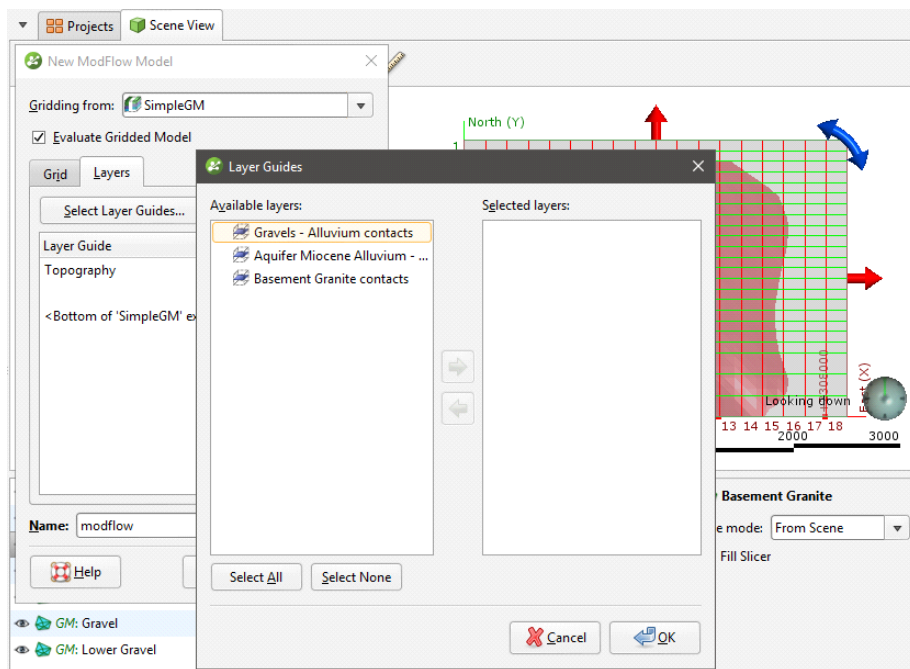 Projects
Scene View
New ModFlow Model
Gridding from: SimpleGM
Evaluate Gridded Model
Grid Layers
Select Layer Guides...
Layer Guide
Topography
<Bottom of 'SimpleGM' ex
Name: modflow
Help
GM: Gravel
GM: Lower Gravel
Layer Guides
Available layers:
Gravels - Alluvium contacts
Aquifer Miocene Alluvium - ...
Basement Granite contacts
Selected layers:
Select All
Select None
Cancel
OK
North (Y)
1
Looking down
East (X)
13 14 15 16 17 18
2000
3000
Basement Granite
e mode: From Scene
Fill Slicer